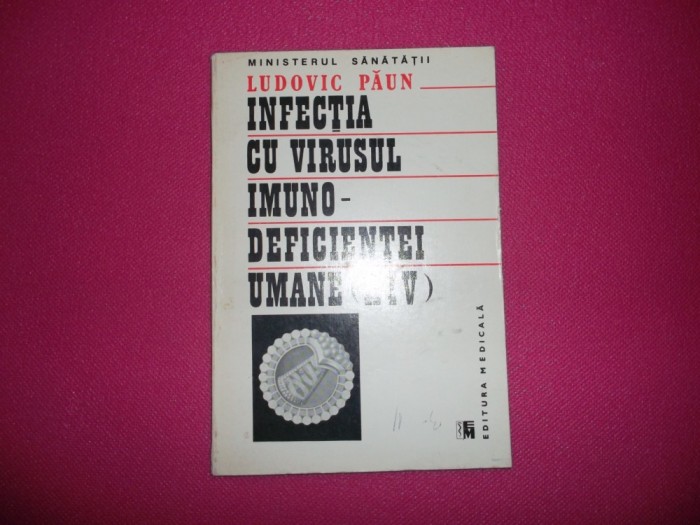 MINISTERUL SĂNĂTĂȚII
LUDOVIC PĂUN
INFECȚIA
CU VIRUSUL
IMUNO-
DEFICIENȚEI
UMANE (HIV)
EDITURA MEDICALĂ